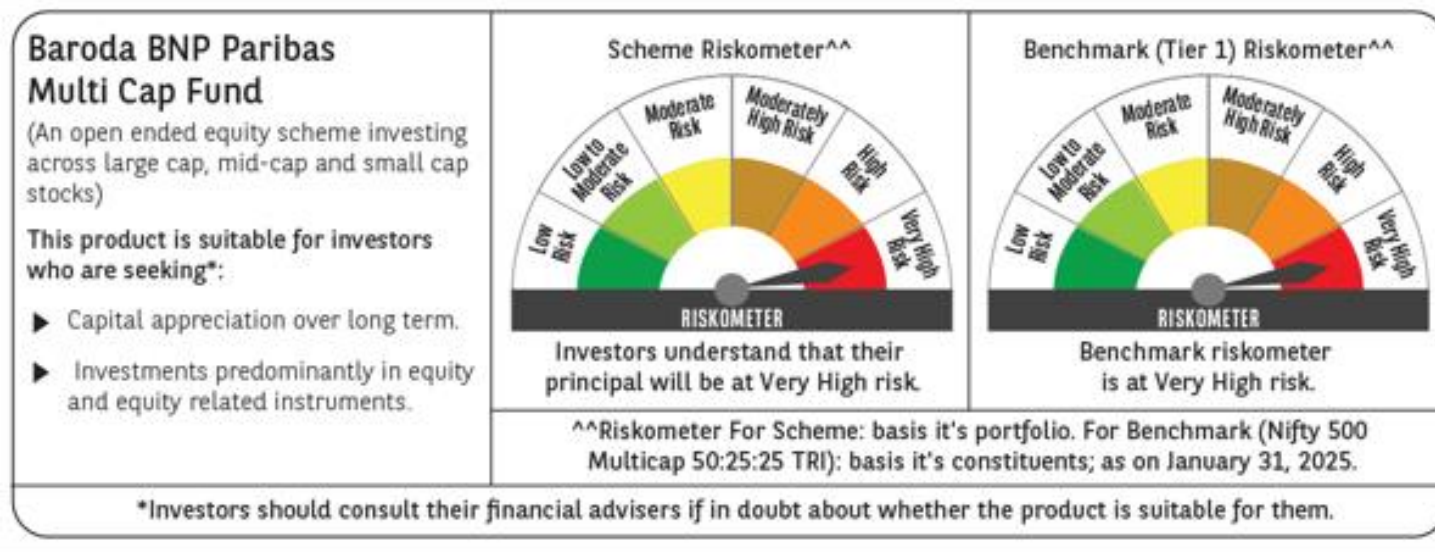 Baroda BNP Paribas
Multi Cap Fund
(An open ended equity scheme investing
across large cap, mid-cap and small cap
stocks)
This product is suitable for investors
who are seeking*:
▶ Capital appreciation over long term.
▶ Investments predominantly in equity
and equity related instruments.
Scheme Riskometer^^
Low
Risk
Low to
Moderate
Risk
Moderate
Risk
Moderately
High Risk
High
Risk
Very High
Risk
RISKOMETER
Investors understand that their
principal will be at Very High risk.
Benchmark (Tier 1) Riskometer^^
Low
Risk
Low to
Moderate
Risk
Moderate
Risk
Moderately
High Risk
High
Risk
Very High
Risk
RISKOMETER
Benchmark riskometer
is at Very High risk.
^^Riskometer For Scheme: basis it's portfolio. For Benchmark (Nifty 500
Multicap 50:25:25 TRI): basis it's constituents; as on January 31, 2025.
*Investors should consult their financial advisers if in doubt about whether the product is suitable for them.